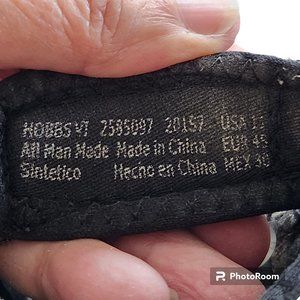 HOBBS VI 2585097 20157 USA 11
All Man Made Made in China EUR 45
Sintetico Hecho en China MEX 30
PhotoRoom